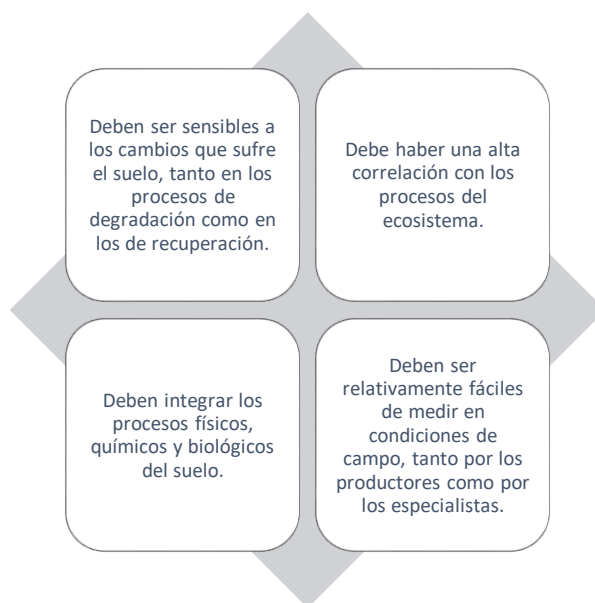 Deben ser sensibles a
los cambios que sufre
el suelo, tanto en los
procesos de
degradación como en
los de recuperación.
Debe haber una alta
correlación con los
procesos del
ecosistema.
Deben integrar los
procesos físicos,
químicos y biológicos
del suelo.
Deben ser
relativamente fáciles
de medir en
condiciones de
campo, tanto por los
productores como por
los especialistas.